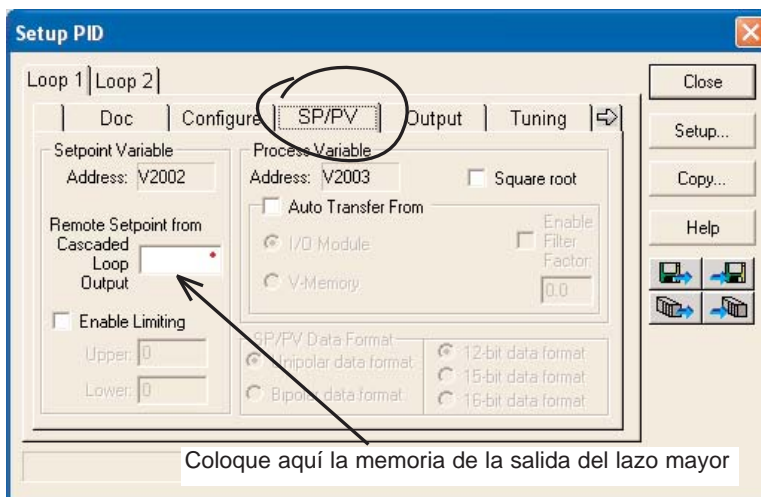 Setup PID
Loop 1 Loop 2
Doc Configure SP/PV Output Tuning
Close
Setup...
Copy...
Help
Setpoint Variable
Address: V2002
Remote Setpoint from
Cascaded
Loop
Output
Enable Limiting
Upper: 0
Lower: 0
Process Variable
Address: V2003
Square root
Auto Transfer From
I/O Module
V-Memory
Enable
Filter
Factor:
0.0
SP/PV Data Format
Unipolar data format
Bipolar data format
12-bit data format
15-bit data format
16-bit data format
Coloque aquí la memoria de la salida del lazo mayor